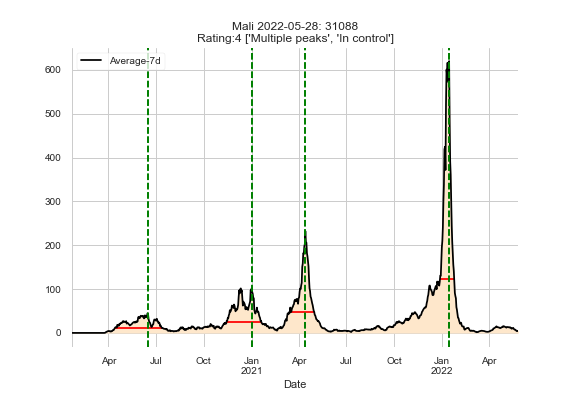 Mali 2022-05-28: 31088
Rating:4 ['Multiple peaks', 'In control']
Average-7d
600
500
400
300
200
100
0
Apr Jul Oct Jan Apr Jul Oct Jan Apr
2021 2022
Date